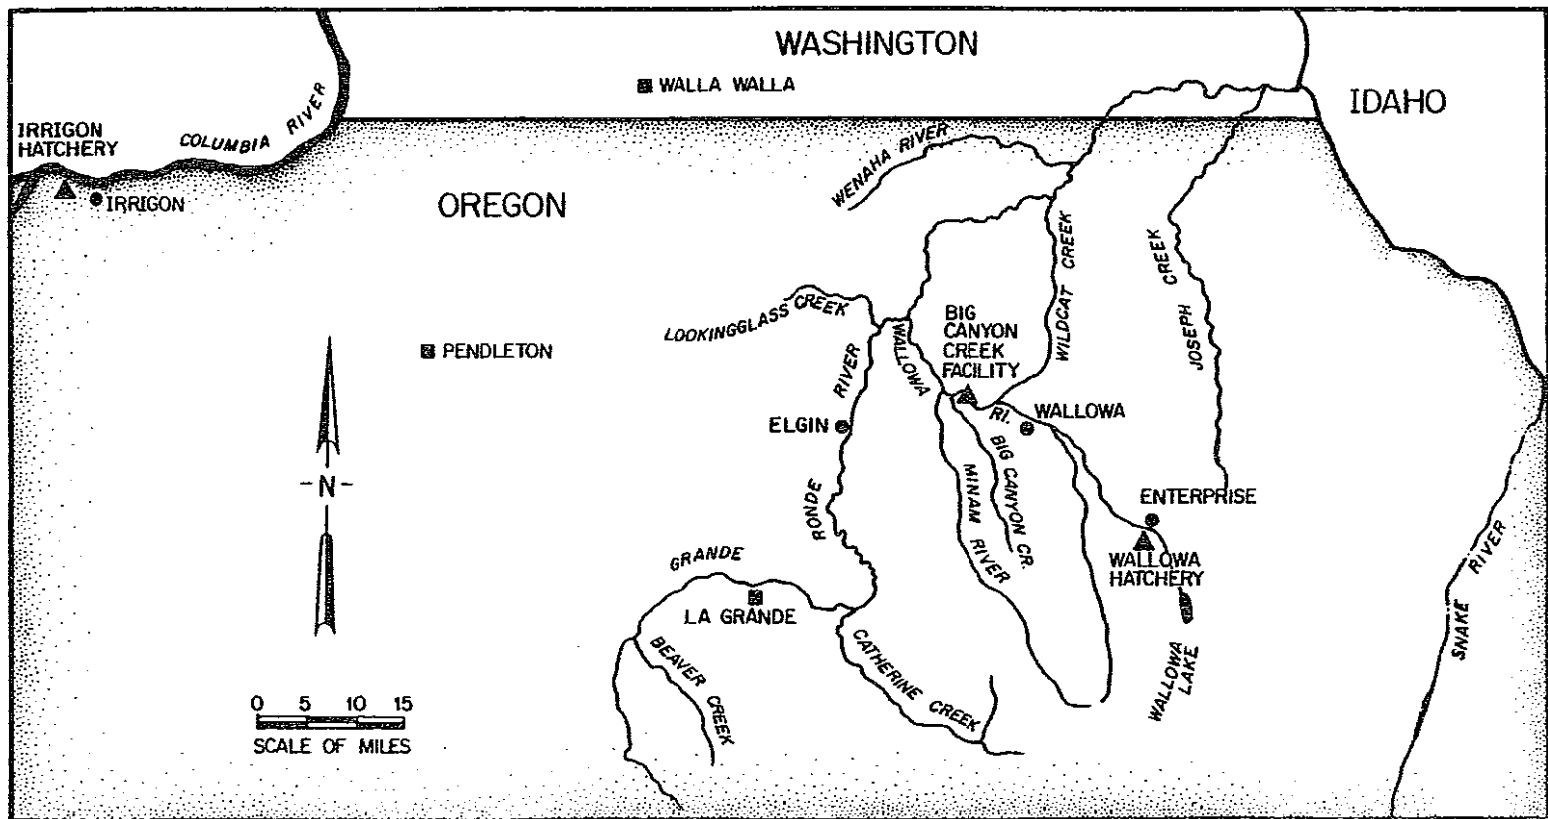 WASHINGTON
WALLA WALLA
IDAHO
IRRIGON
HATCHERY
COLUMBIA RIVER
IRRIGON
OREGON
WENAHA RIVER
WILDCAT CREEK
JOSEPH CREEK
LOOKINGGLASS CREEK
BIG
CANYON
CREEK
FACILITY
PENDLETON
WALLOWA RI.
WALLOWA
ELGIN
GRANDE RONDE RIVER
MINAM RIVER
BIG CANYON CR.
N
ENTERPRISE
WALLOWA
HATCHERY
LA GRANDE
BEAVER CREEK
CATHERINE CREEK
WALLOWA
LAKE
SNAKE RIVER
0 5 10 15
SCALE OF MILES